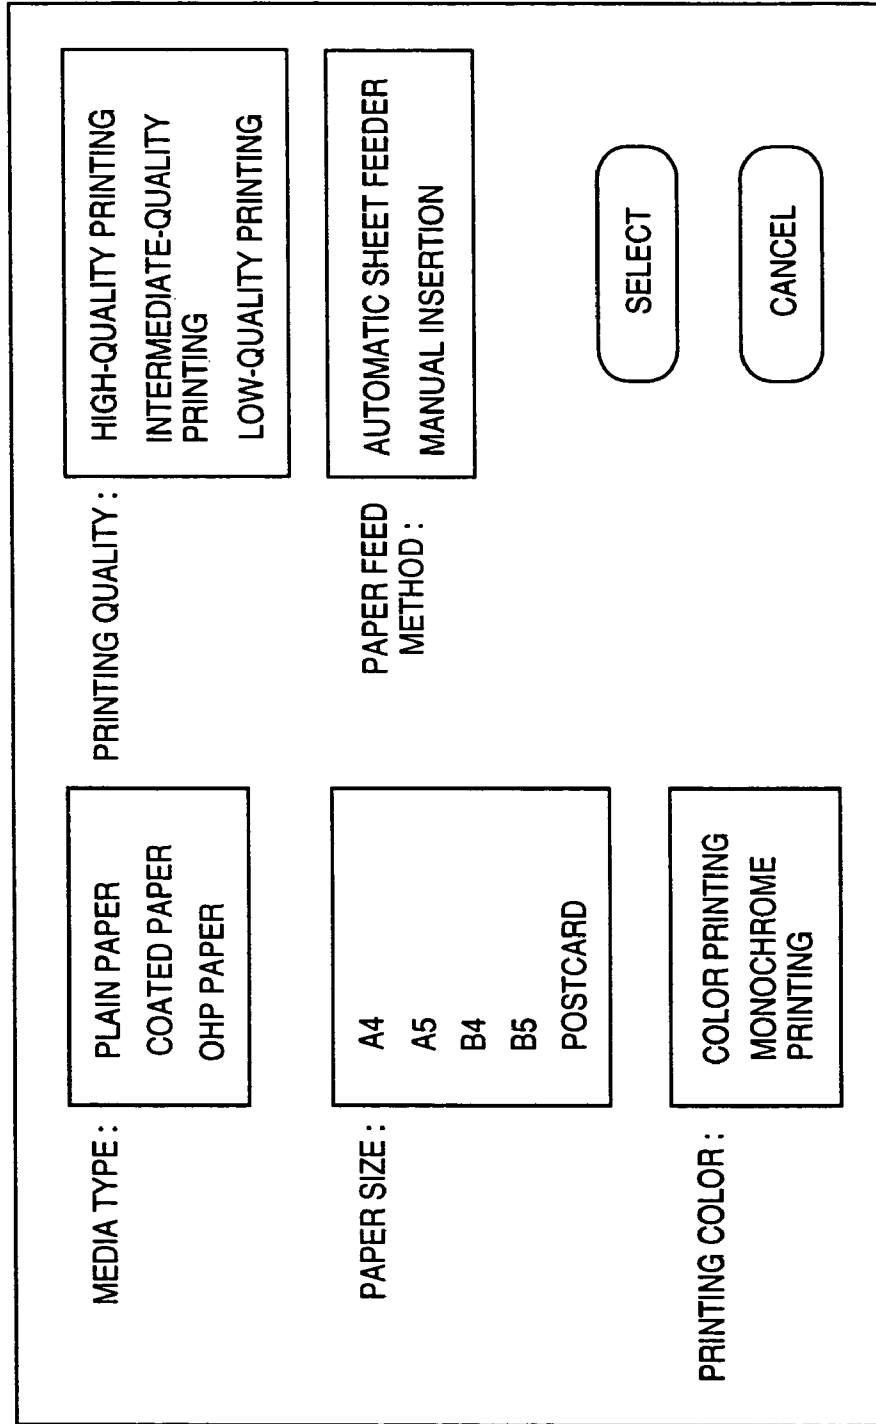 MEDIA TYPE :
PLAIN PAPER
COATED PAPER
OHP PAPER
PAPER SIZE :
A4
A5
B4
B5
POSTCARD
PRINTING COLOR :
COLOR PRINTING
MONOCHROME
PRINTING
PRINTING QUALITY :
HIGH-QUALITY PRINTING
INTERMEDIATE-QUALITY
PRINTING
LOW-QUALITY PRINTING
PAPER FEED
METHOD :
AUTOMATIC SHEET FEEDER
MANUAL INSERTION
SELECT
CANCEL